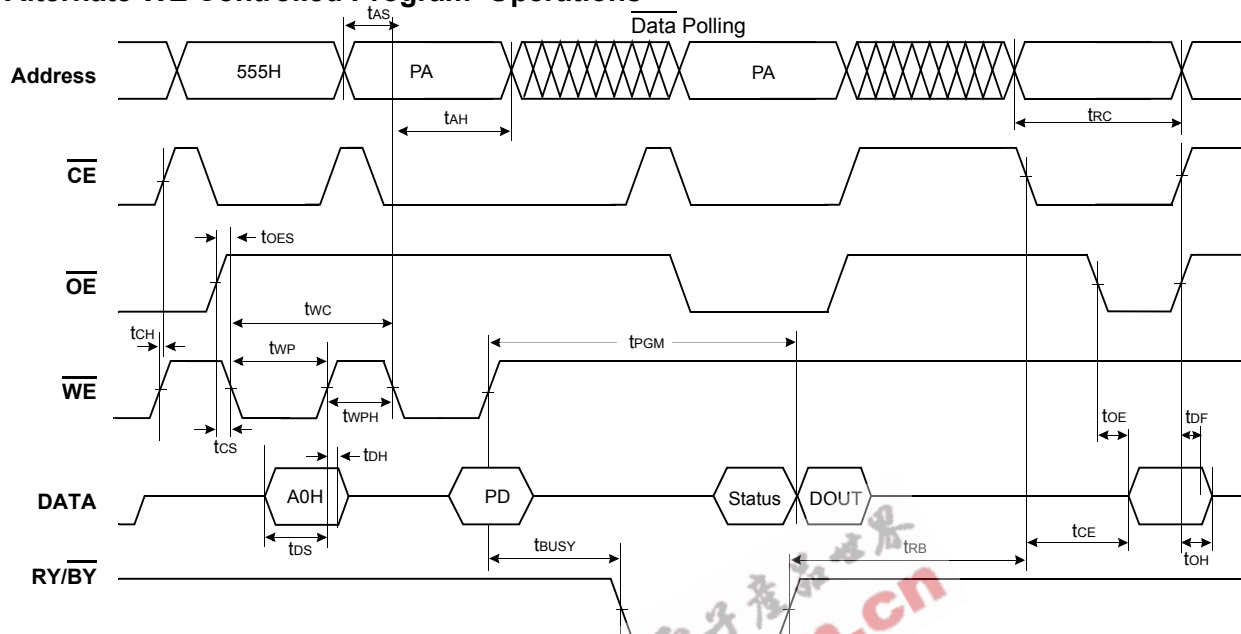 Alternate WE Controlled Program Operations
tAS
Data Polling
Address
555H
PA
PA
tAH
tRC
CE
tOES
OE
tWC
tCH
tWP
tPGM
WE
tWPH
tOE
tDF
tCS
tDH
DATA
A0H
PD
Status
DOUT
tDS
tBUSY
tRB
tCE
tOH
RY/BY